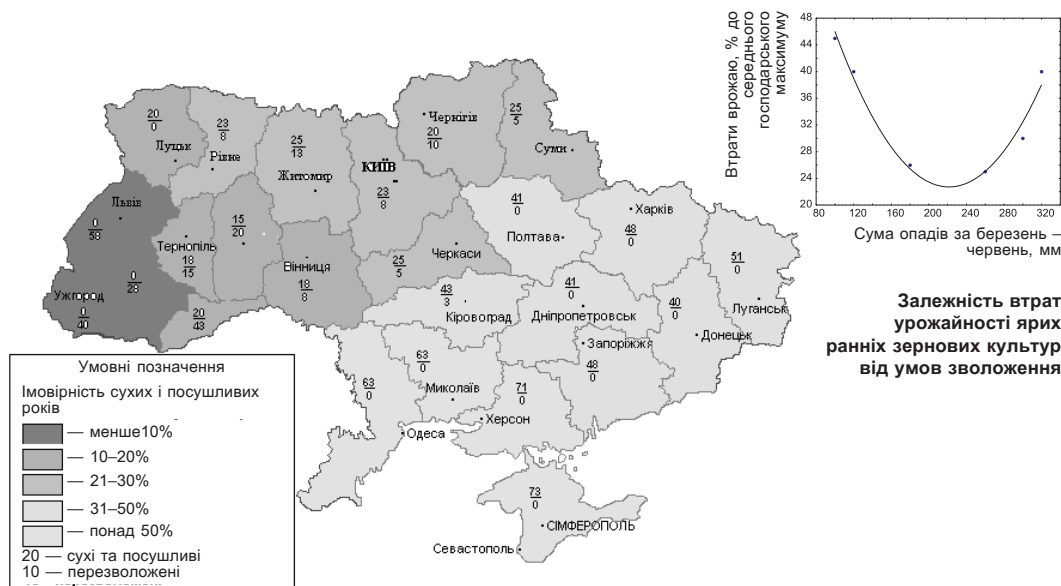 48
44
40
36
32
28
24
20
80 120 160 200 240 280 320
Втрати врожаю, % до
середнього
господарського
максимуму
Сума опадів за березень –
червень, мм
Залежність втрат
урожайності ярих
ранніх зернових культур
від умов зволоження
20
0
Луцьк
23
8
Рівне
25
13
Житомир
КИЇВ
23
8
Чернігів
20
10
25
5
Суми
Львів
0
58
Тернопіль
18
15
15
20
Вінниця
18
8
25
5
Черкаси
41
0
Полтава
Харків
48
0
51
0
Луганськ
0
28
Ужгород
0
40
20
43
43
3
Кіровоград
41
0
Дніпропетровськ
40
0
Донецьк
63
0
63
0
Миколаїв
Запоріжжя
48
0
71
0
Херсон
Одеса
73
0
СІМФЕРОПОЛЬ
Севастополь
Умовні позначення
Імовірність сухих і посушливих
років
— менше10%
— 10–20%
— 21–30%
— 31–50%
— понад 50%
20 — сухі та посушливі
10 — перезволожені